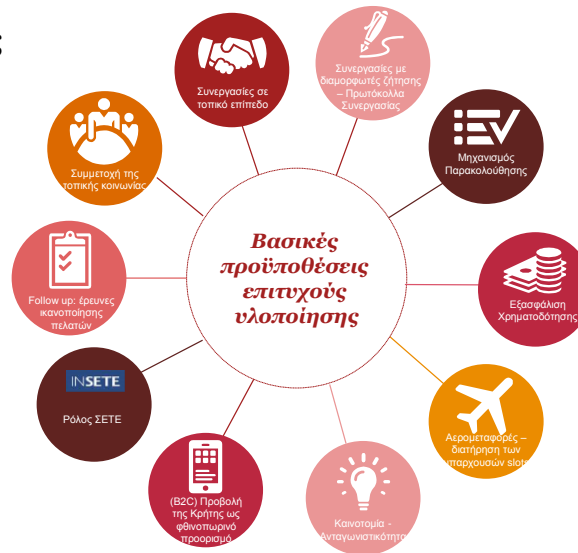 ς
Συνεργασίες σε
τοπικό επίπεδο
Συνεργασίες με
διαμορφωτές ζήτησης
– Πρωτόκολλα
Συνεργασίας
Μηχανισμός
Παρακολούθησης
Εξασφάλιση
Χρηματοδότησης
Αερομεταφορές –
διατήρηση των
υπαρχουσών slots
Καινοτομία -
Ανταγωνιστικότητα
(B2C) Προβολή
της Κρήτης ως
φθινοπωρινό
προορισμό
INSETE
Ρόλος ΣΕΤΕ
Follow up: έρευνες
ικανοποίησης
πελατών
Συμμετοχή της
τοπικής κοινωνίας
Βασικές
προϋποθέσεις
επιτυχούς
υλοποίησης